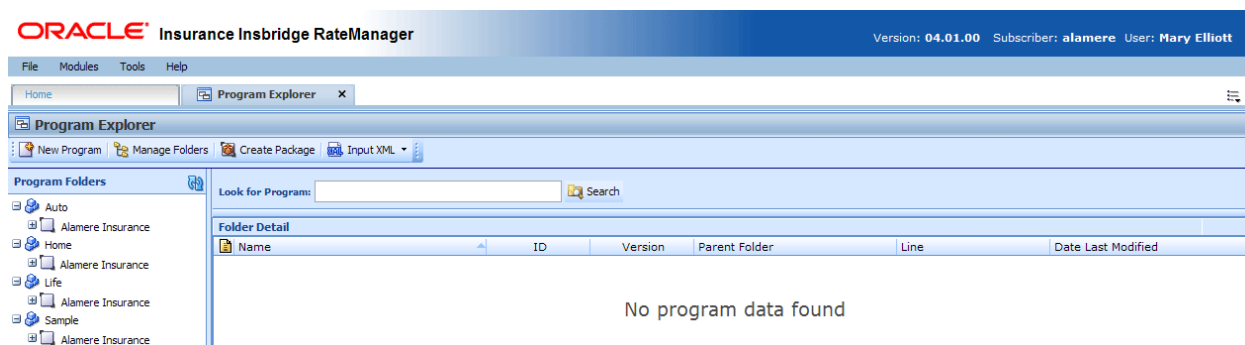 ORACLE® Insurance Insbridge RateManager
Version: 04.01.00 Subscriber: alamere User: Mary Elliott
File Modules Tools Help
Home Program Explorer x
Program Explorer
New Program Manage Folders Create Package XML Input XML
Program Folders
Look for Program: Search
Auto
Alamere Insurance
Home
Alamere Insurance
Life
Alamere Insurance
Sample
Alamere Insurance
Folder Detail
Name ID Version Parent Folder Line Date Last Modified
No program data found